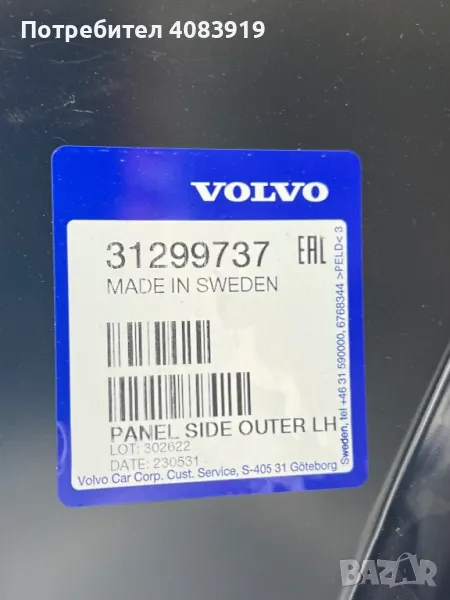 Потребител 4083919
VOLVO
31299737 EAC
MADE IN SWEDEN
PANEL SIDE OUTER LH
LOT: 302622
DATE: 230531
Volvo Car Corp. Cust. Service, S-405 31 Göteborg
Sweden, tel +46 31 590000, 6768344 >PELD< 3
BAZAR